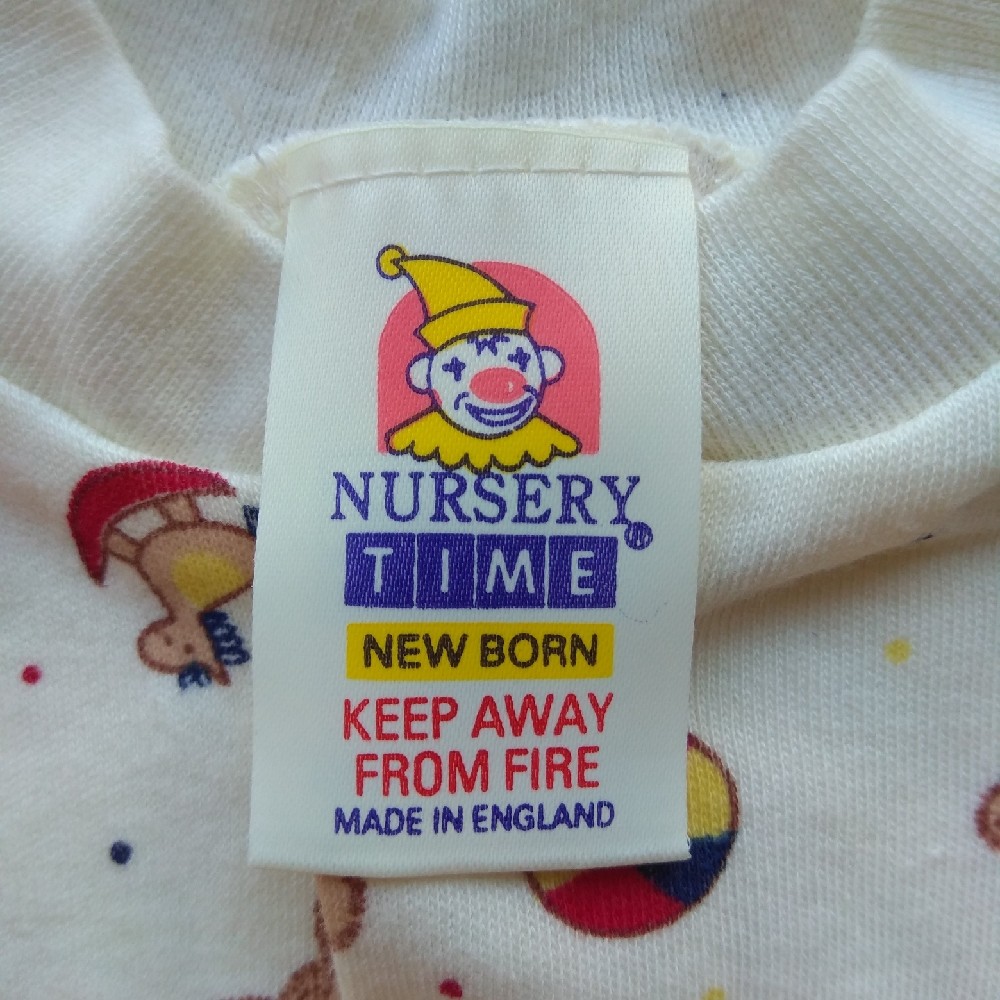 NURSERY
TIME®
NEW BORN
KEEP AWAY
FROM FIRE
MADE IN ENGLAND